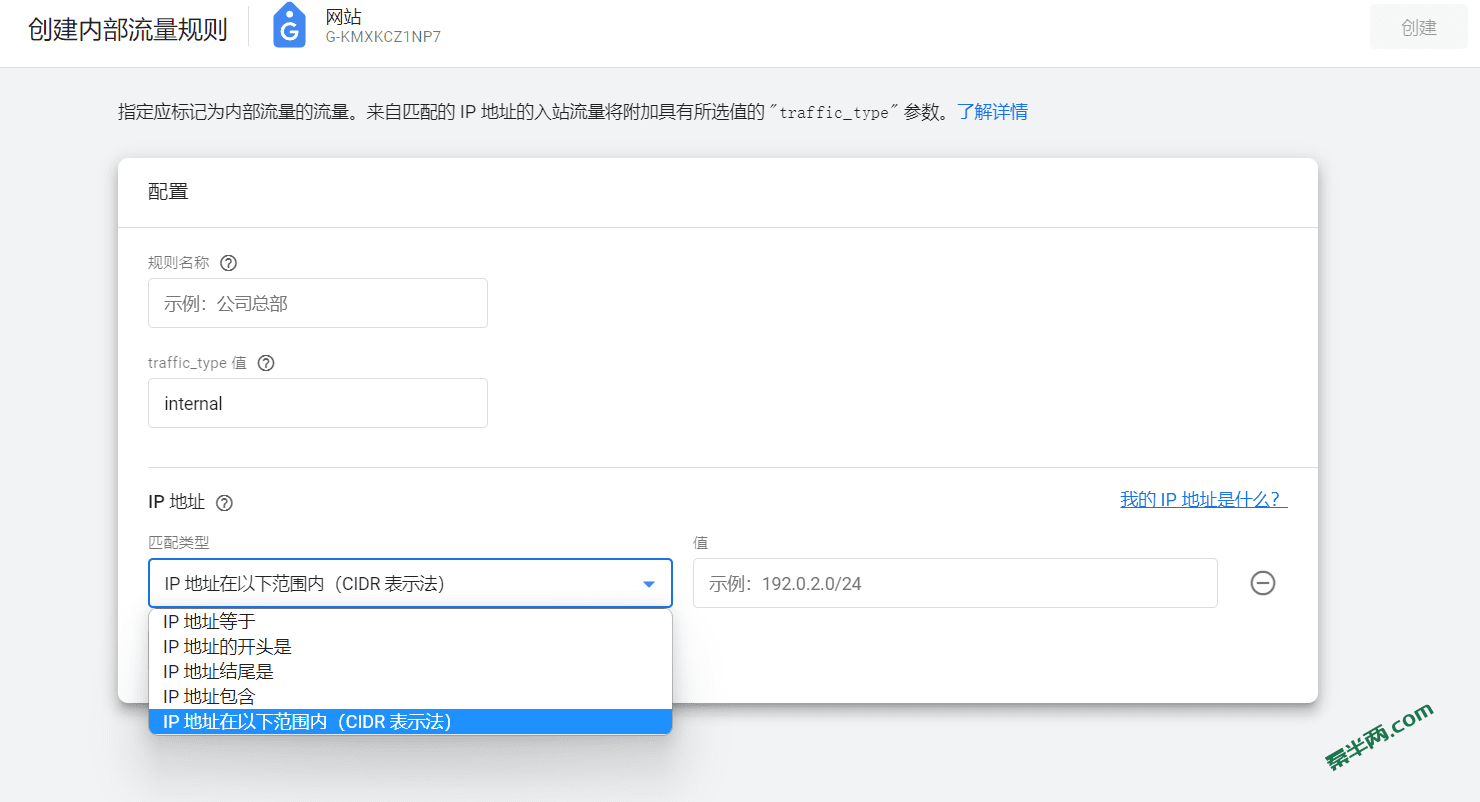 创建内部流量规则
网站
G-KMXKCZ1NP7
创建
指定应标记为内部流量的流量。来自匹配的 IP 地址的入站流量将附加具有所选值的 "traffic_type" 参数。了解详情
配置
规则名称
示例：公司总部
traffic_type 值
internal
IP 地址
我的 IP 地址是什么？
匹配类型
值
IP 地址在以下范围内（CIDR 表示法）
示例：192.0.2.0/24
IP 地址等于
IP 地址的开头是
IP 地址结尾是
IP 地址包含
IP 地址在以下范围内（CIDR 表示法）
泵半网.com